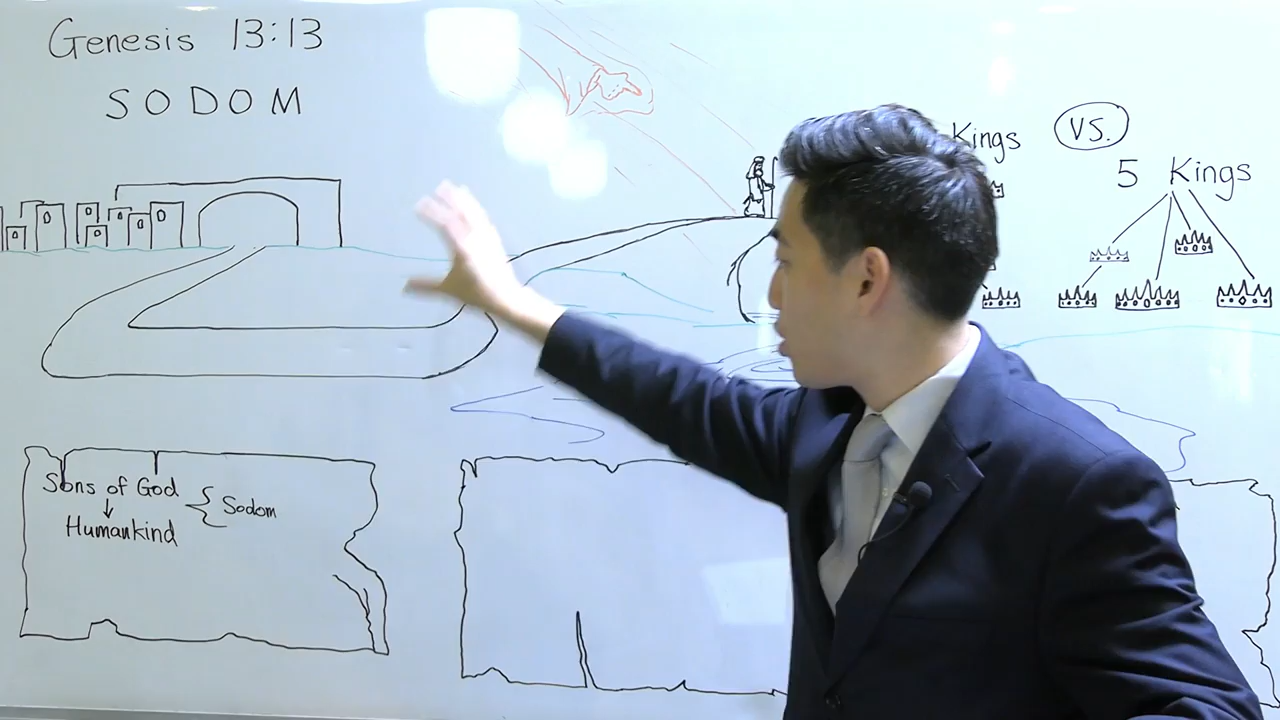 Genesis 13:13
SODOM
Kings VS.
5 Kings
Sons of God
Sodom
↓
Humankind